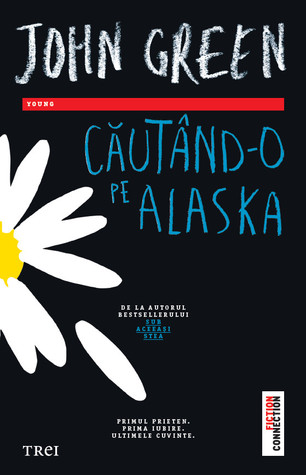 JOHN GREEN
YOUNG
CĂUTÂND-O
PE
ALASKA
DE LA AUTORUL
BESTSELLERULUI
SUB
ACEEAȘI
STEA
FICTION
CONNECTION
PRIMUL PRIETEN.
PRIMA IUBIRE.
ULTIMELE CUVINTE.
TREI